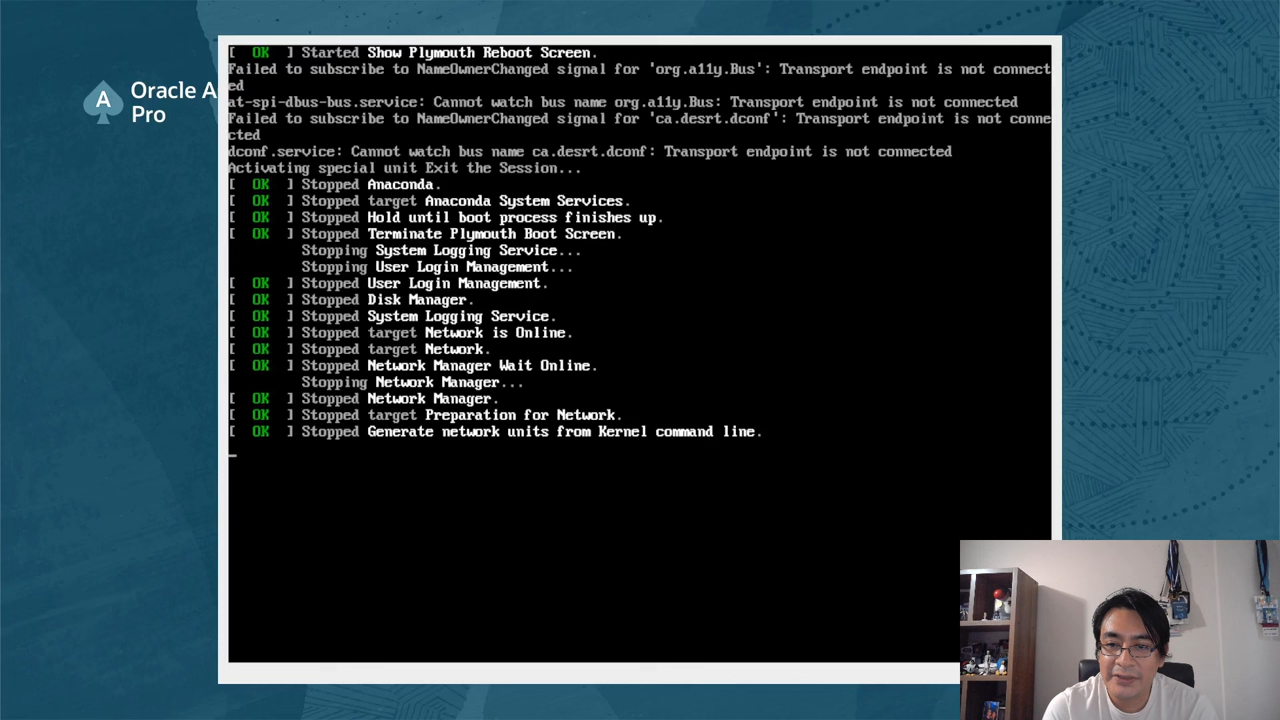 Oracle A
Pro
A
[  OK  ] Started Show Plymouth Reboot Screen.
Failed to subscribe to NameOwnerChanged signal for 'org.a11y.Bus': Transport endpoint is not connect
ed
at-spi-dbus-bus.service: Cannot watch bus name org.a11y.Bus: Transport endpoint is not connected
Failed to subscribe to NameOwnerChanged signal for 'ca.desrt.dconf': Transport endpoint is not conne
cted
dconf.service: Cannot watch bus name ca.desrt.dconf: Transport endpoint is not connected
Activating special unit Exit the Session...
[  OK  ] Stopped Anaconda.
[  OK  ] Stopped target Anaconda System Services.
[  OK  ] Stopped Hold until boot process finishes up.
[  OK  ] Stopped Terminate Plymouth Boot Screen.
Stopping System Logging Service...
Stopping User Login Management...
[  OK  ] Stopped User Login Management.
[  OK  ] Stopped Disk Manager.
[  OK  ] Stopped System Logging Service.
[  OK  ] Stopped target Network is Online.
[  OK  ] Stopped target Network.
[  OK  ] Stopped Network Manager Wait Online.
Stopping Network Manager...
[  OK  ] Stopped Network Manager.
[  OK  ] Stopped target Preparation for Network.
[  OK  ] Stopped Generate network units from Kernel command line.